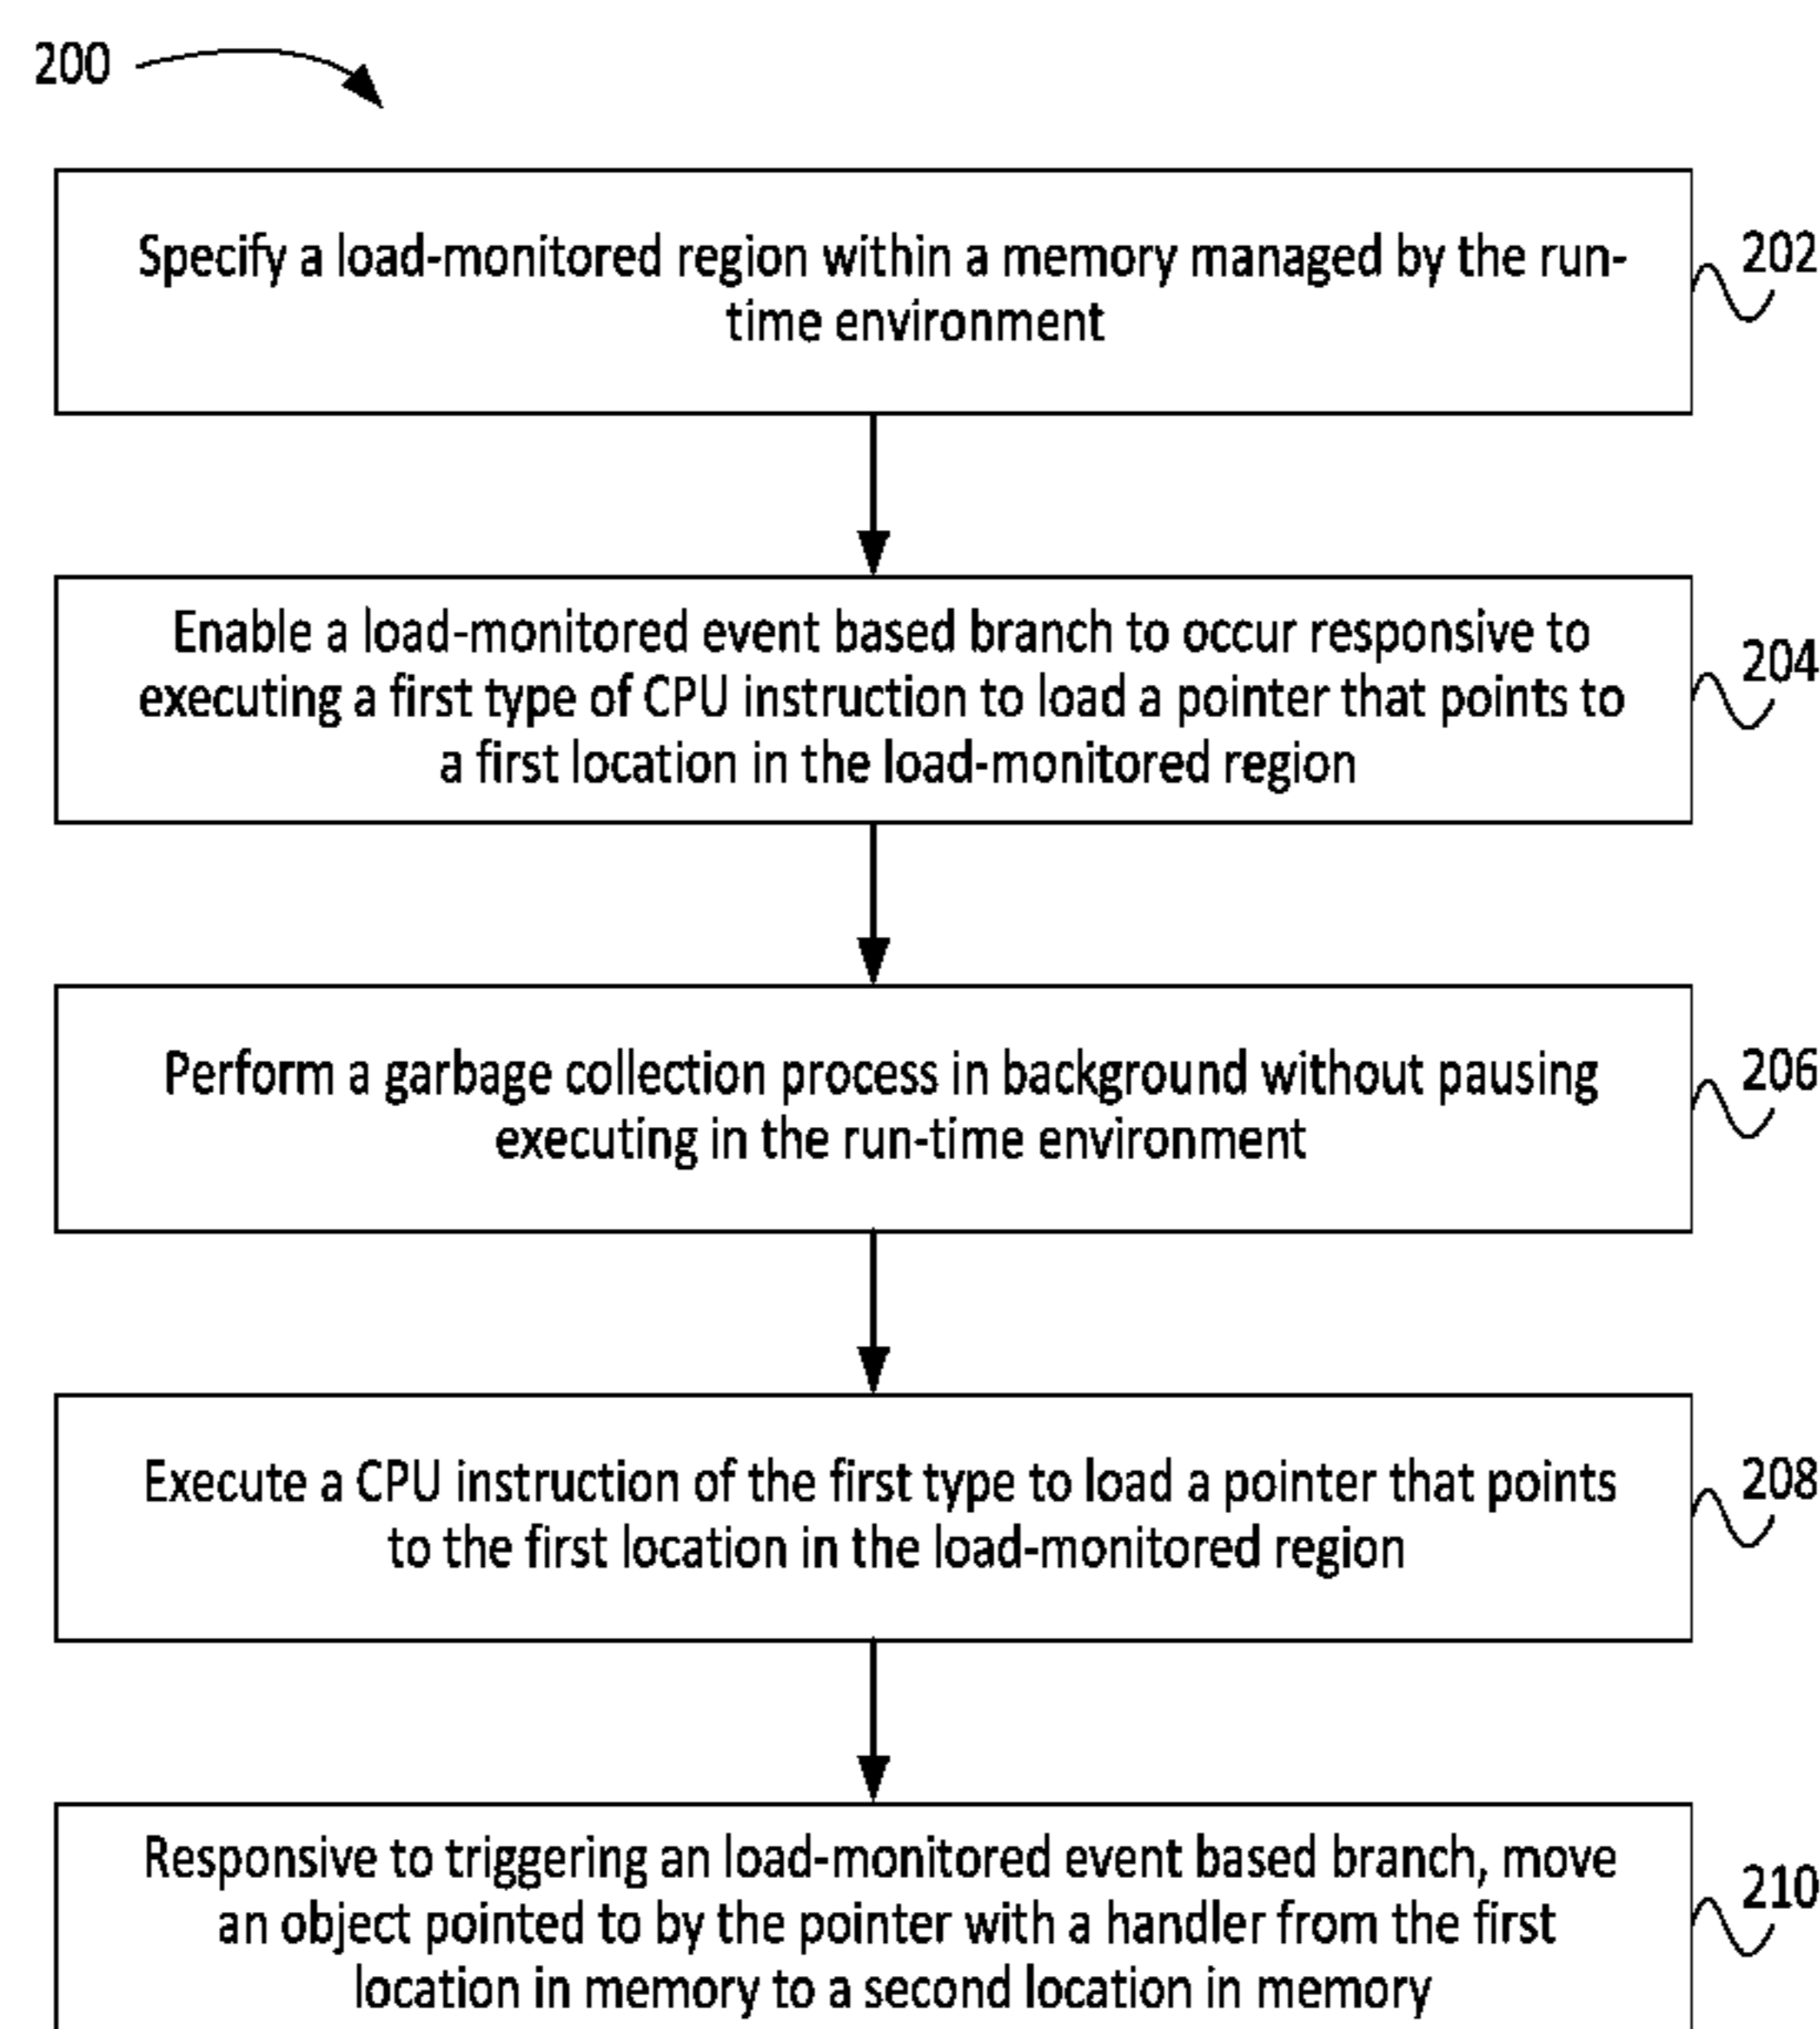 200
Specify a load-monitored region within a memory managed by the run-
time environment
202
Enable a load-monitored event based branch to occur responsive to
executing a first type of CPU instruction to load a pointer that points to
a first location in the load-monitored region
204
Perform a garbage collection process in background without pausing
executing in the run-time environment
206
Execute a CPU instruction of the first type to load a pointer that points
to the first location in the load-monitored region
208
Responsive to triggering an load-monitored event based branch, move
an object pointed to by the pointer with a handler from the first
location in memory to a second location in memory
210